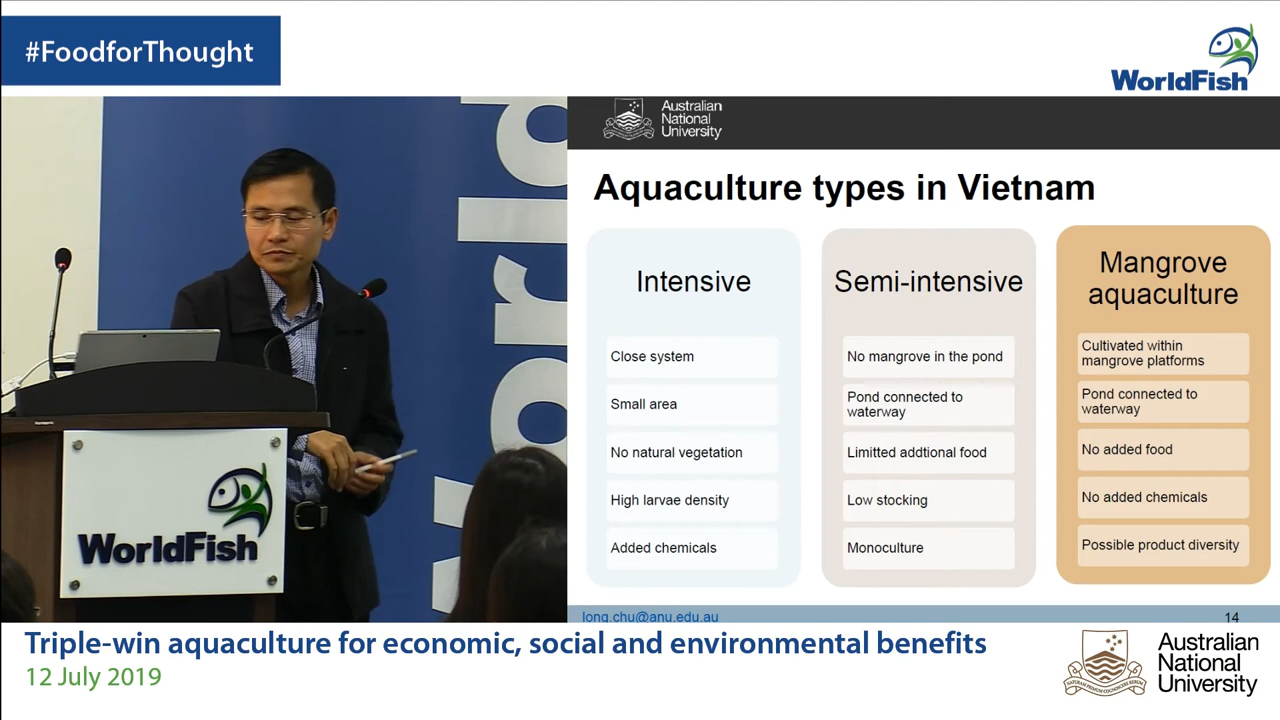 #FoodforThought
WorldFish
Australian
National
University
Aquaculture types in Vietnam
Intensive
Close system
Small area
No natural vegetation
High larvae density
Added chemicals
Semi-intensive
No mangrove in the pond
Pond connected to
waterway
Limitted addtional food
Low stocking
Monoculture
Mangrove
aquaculture
Cultivated within
mangrove platforms
Pond connected to
waterway
No added food
No added chemicals
Possible product diversity
long.chu@anu.edu.au
14
World
WorldFish
Triple-win aquaculture for economic, social and environmental benefits
12 July 2019
Australian
National
University